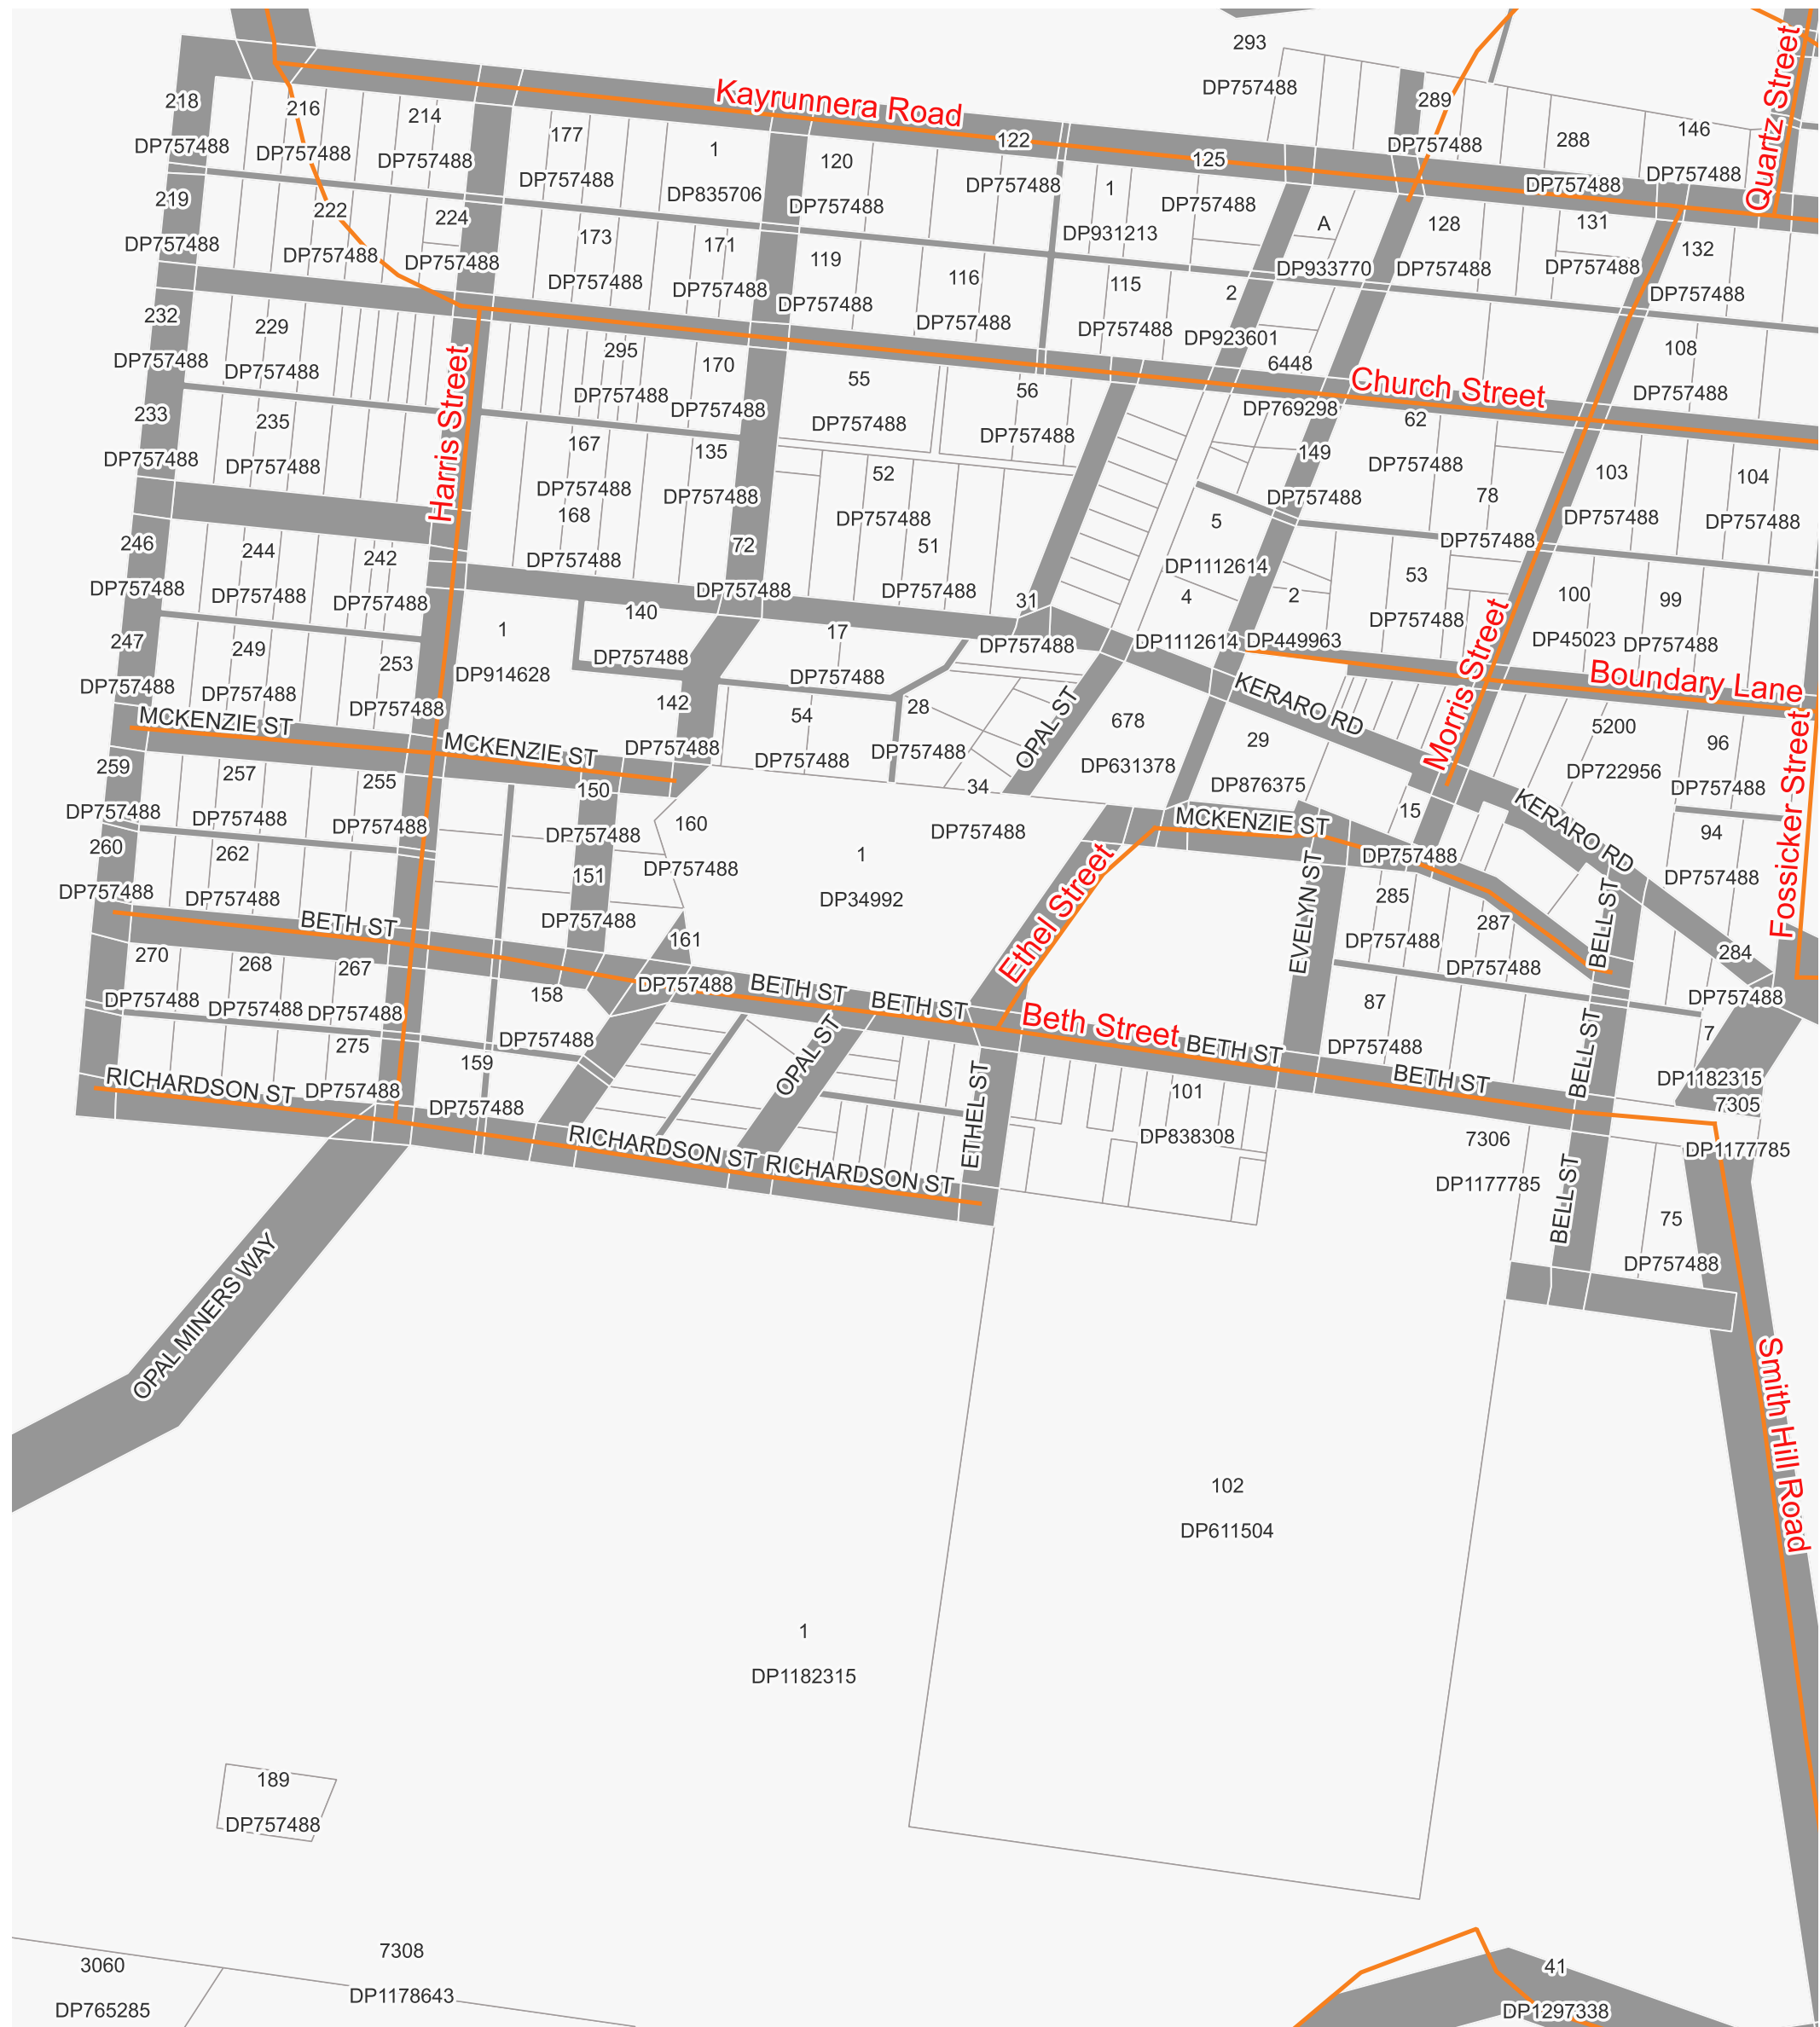 293
DP757488
Quartz Street
Kayrunnera Road
218
DP757488
216
DP757488
214
DP757488
177
DP757488
1
DP835706
120
DP757488
122
DP757488
125
DP757488
289
DP757488
288
DP757488
146
DP757488
219
DP757488
222
DP757488
224
DP757488
173
DP757488
171
DP757488
119
DP757488
116
DP757488
1
DP931213
115
DP757488
2
DP923601
A
DP933770
128
DP757488
131
DP757488
132
DP757488
232
DP757488
229
DP757488
Harris Street
295
DP757488
170
DP757488
55
DP757488
56
DP757488
6448
DP769298
Church Street
62
DP757488
108
DP757488
233
DP757488
235
DP757488
167
DP757488
168
DP757488
135
DP757488
52
DP757488
51
DP757488
149
DP757488
78
DP757488
103
DP757488
104
DP757488
246
DP757488
244
DP757488
242
DP757488
72
DP757488
5
DP1112614
4
DP1112614
2
DP449963
53
DP757488
100
DP45023
99
DP757488
247
DP757488
249
DP757488
253
DP757488
1
DP914628
140
DP757488
17
DP757488
31
DP757488
Morris Street
Boundary Lane
KERARO RD
MCKENZIE ST
MCKENZIE ST
142
DP757488
54
DP757488
28
DP757488
OPAL ST
678
DP631378
29
DP876375
5200
DP722956
96
DP757488
Fossicker Street
259
DP757488
257
DP757488
255
DP757488
150
DP757488
160
DP757488
34
DP757488
1
DP34992
MCKENZIE ST
15
DP757488
KERARO RD
94
DP757488
260
DP757488
262
DP757488
151
DP757488
Ethel Street
EVELYN ST
285
DP757488
287
DP757488
BELL ST
284
DP757488
BETH ST
161
DP757488
BETH ST
BETH ST
Beth Street
BETH ST
BETH ST
270
DP757488
268
DP757488
267
DP757488
158
DP757488
OPAL ST
87
DP757488
BELL ST
7
DP1182315
275
DP757488
159
DP757488
ETHEL ST
101
DP838308
7305
DP1177785
RICHARDSON ST
RICHARDSON ST
RICHARDSON ST
7306
DP1177785
BELL ST
75
DP757488
OPAL MINERS WAY
Smith Hill Road
102
DP611504
1
DP1182315
189
DP757488
3060
DP765285
7308
DP1178643
41
DP1297338